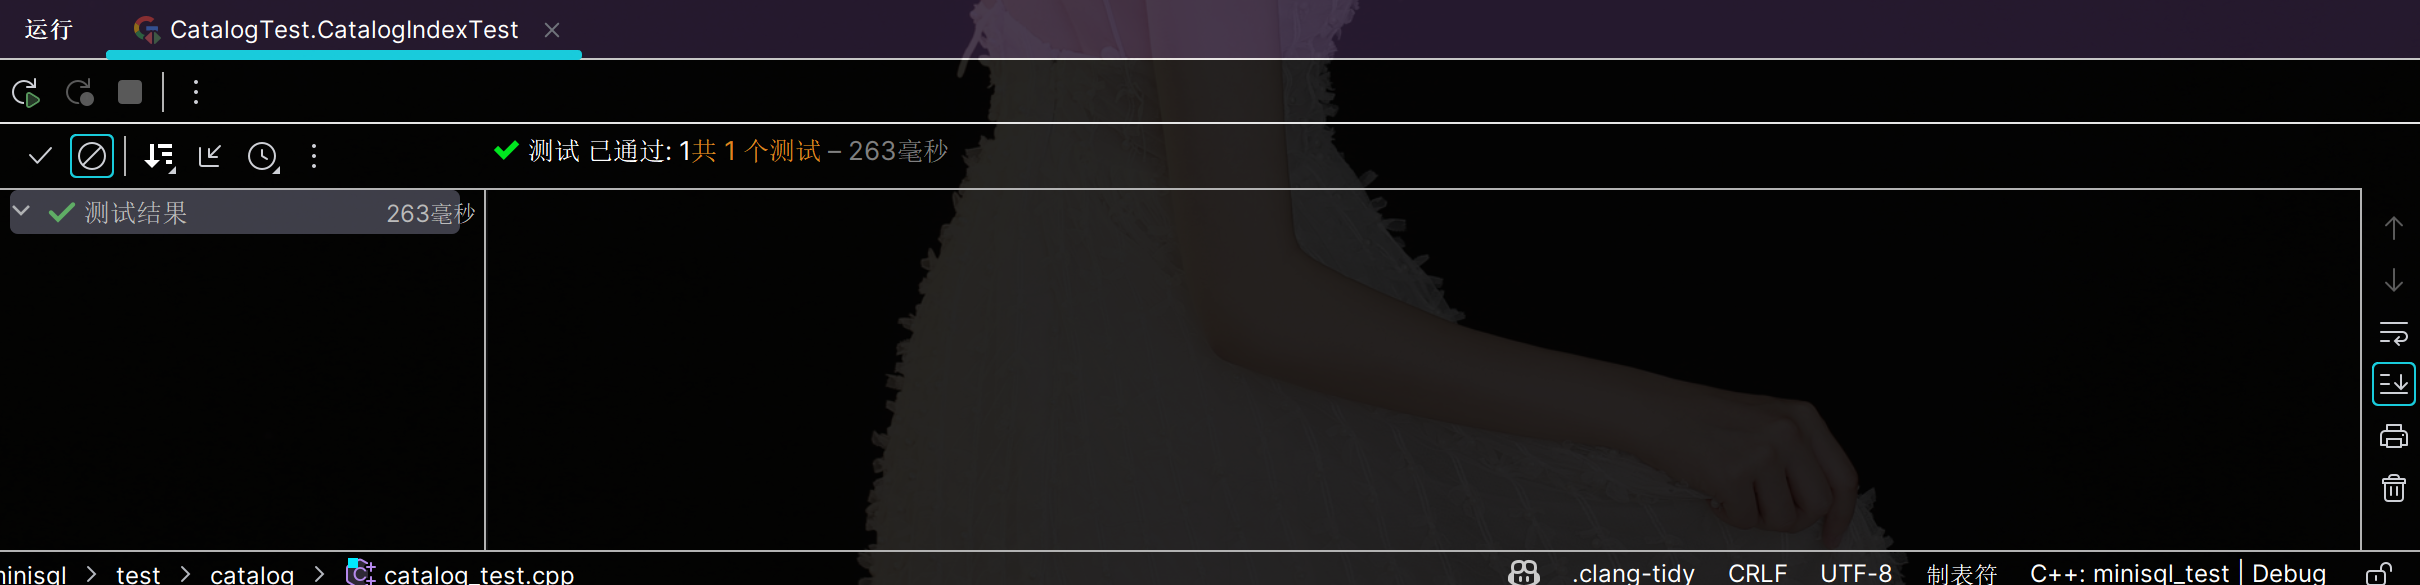 运行 CatalogTest.CatalogIndexTest
测试 已通过: 1共 1 个测试 – 263毫秒
测试结果 263毫秒
minisql > test > catalog > catalog_test.cpp .clang-tidy CRLF UTF-8 制表符 C++: minisql_test | Debug